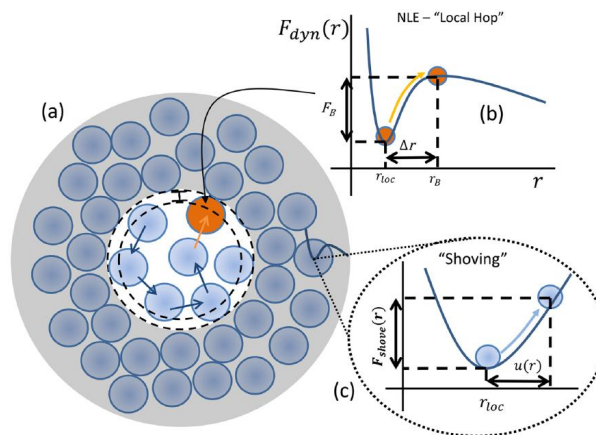 (a)
F_dyn(r)
NLE – “Local Hop”
F_B
(b)
Δr
r_loc
r_B
r
“Shoving”
F_shove(r)
u(r)
(c)
r_loc